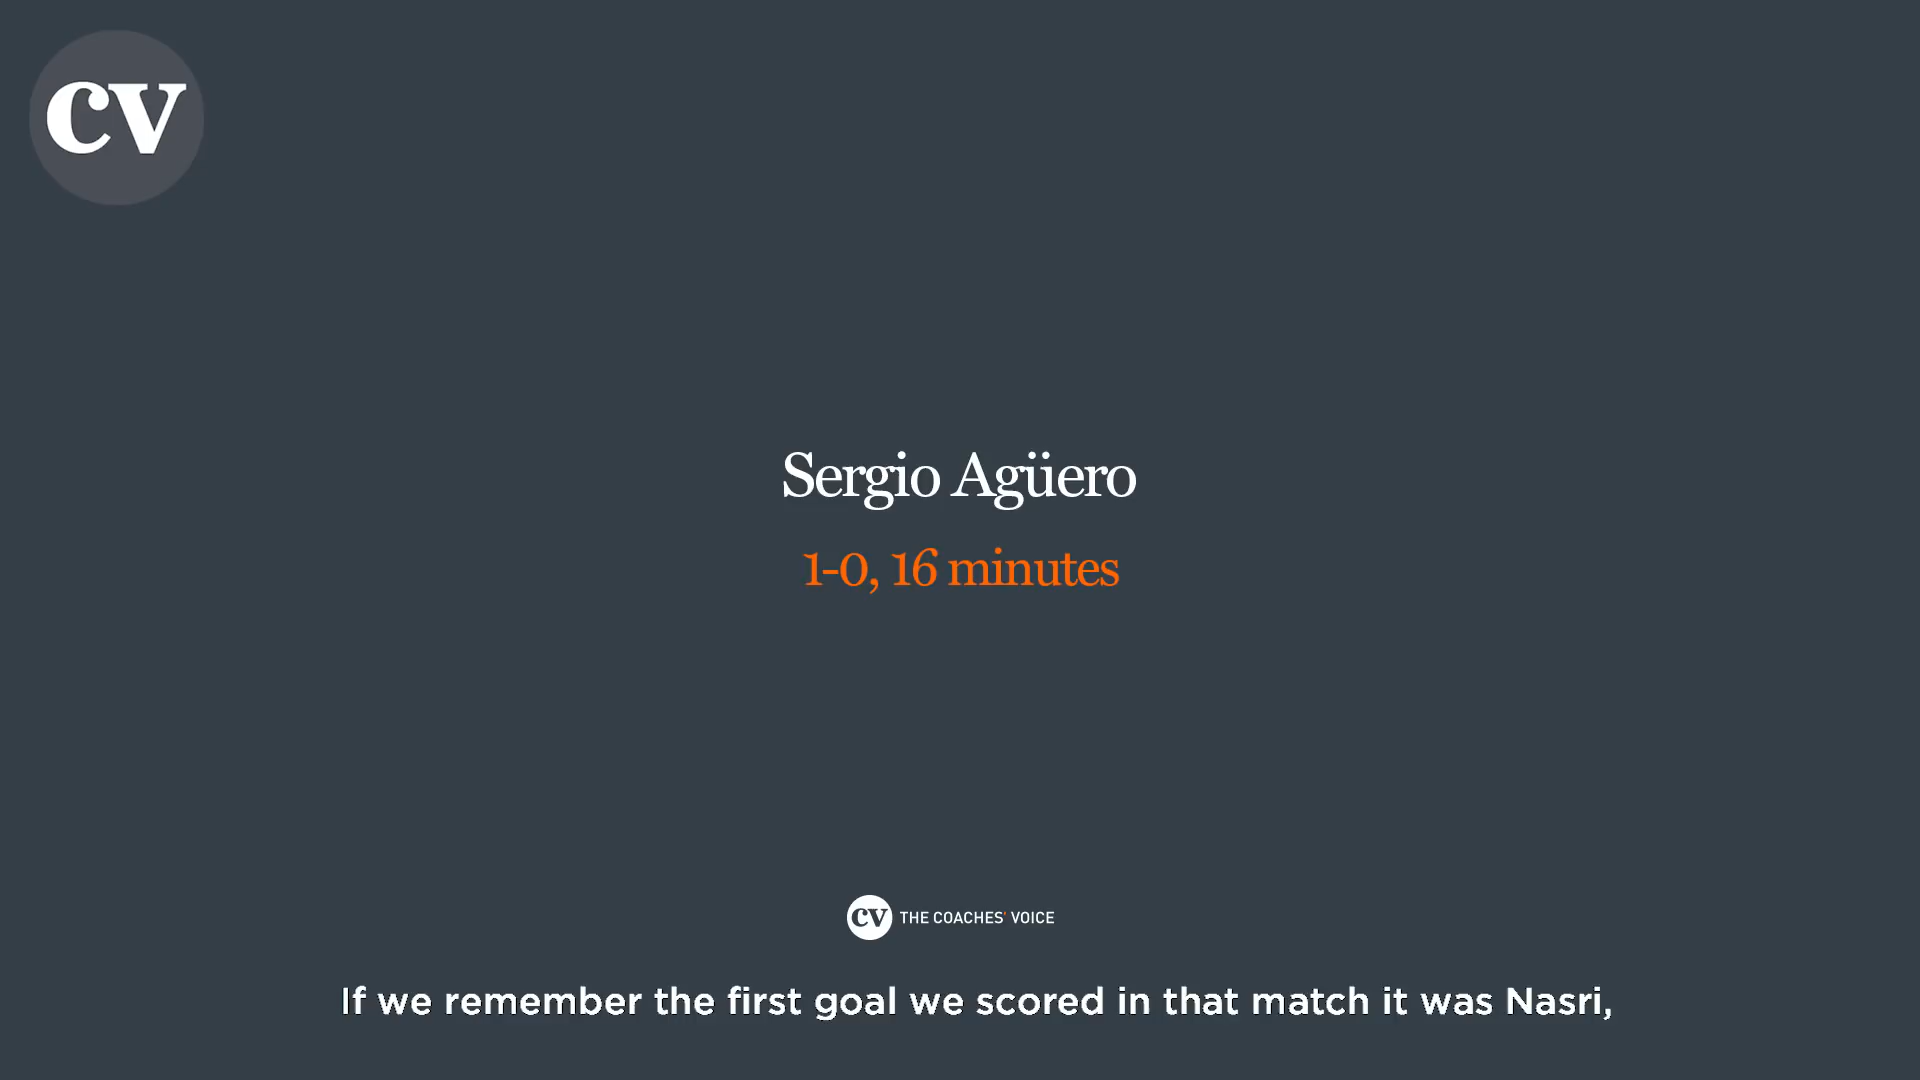 CV
Sergio Agüero
1-0, 16 minutes
CV THE COACHES' VOICE
If we remember the first goal we scored in that match it was Nasri,